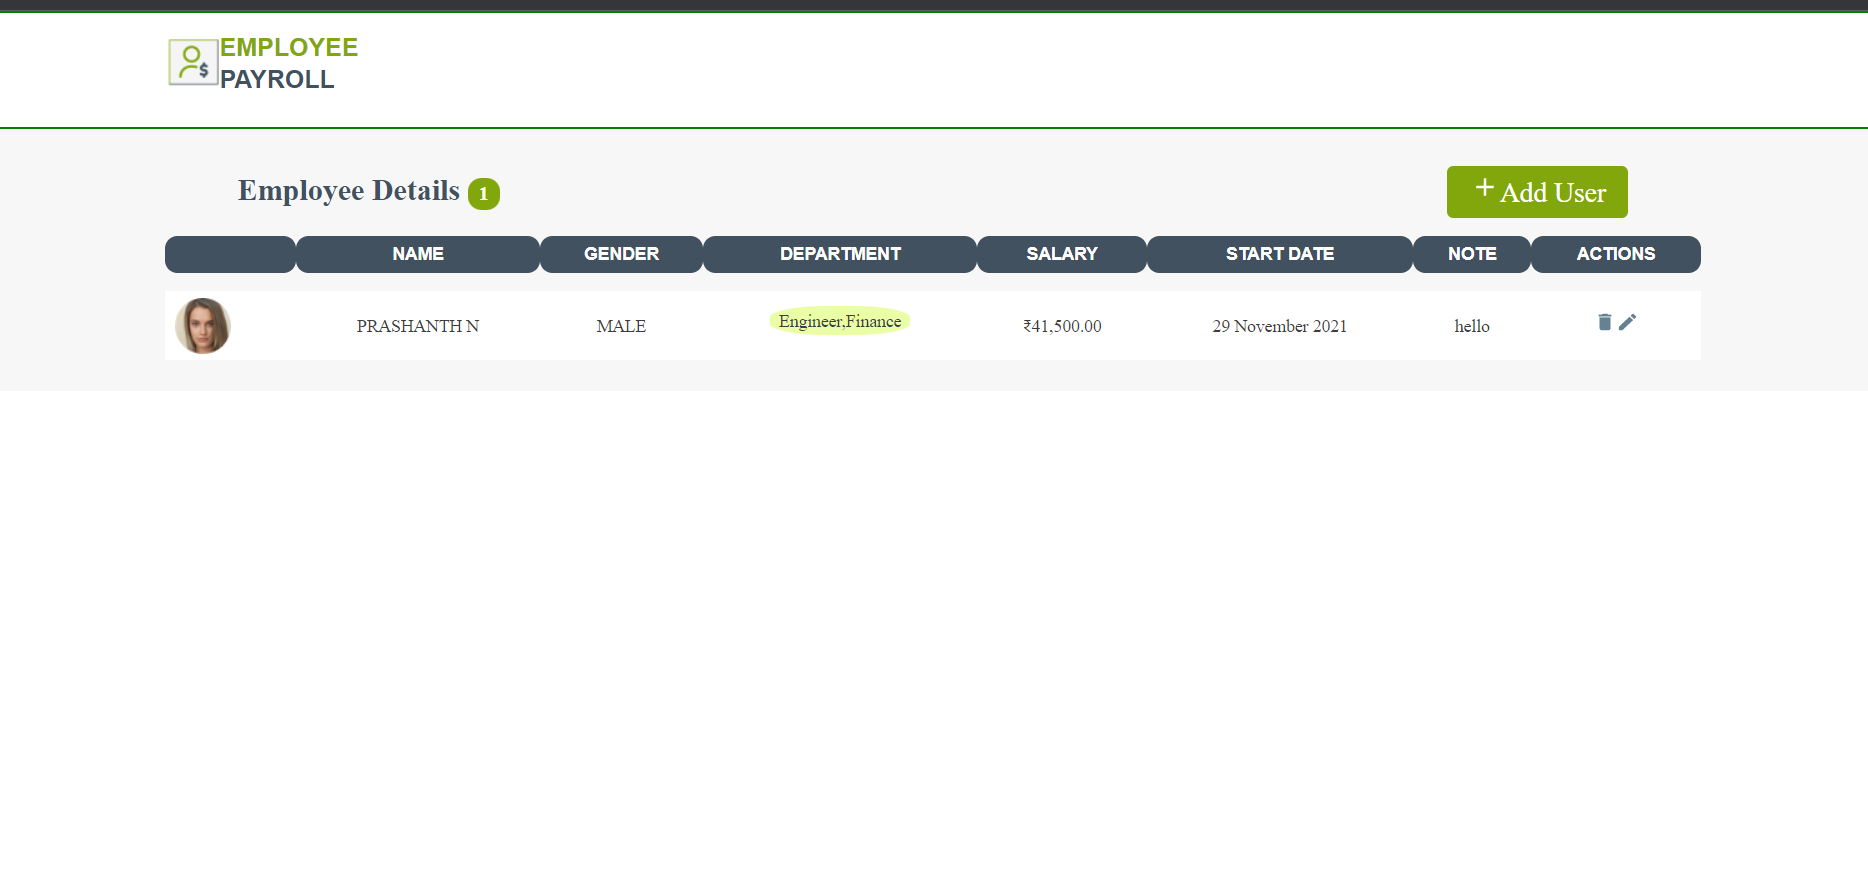 EMPLOYEE
PAYROLL
Employee Details 1
+ Add User
NAME GENDER DEPARTMENT SALARY START DATE NOTE ACTIONS
PRASHANTH N MALE Engineer,Finance ₹41,500.00 29 November 2021 hello